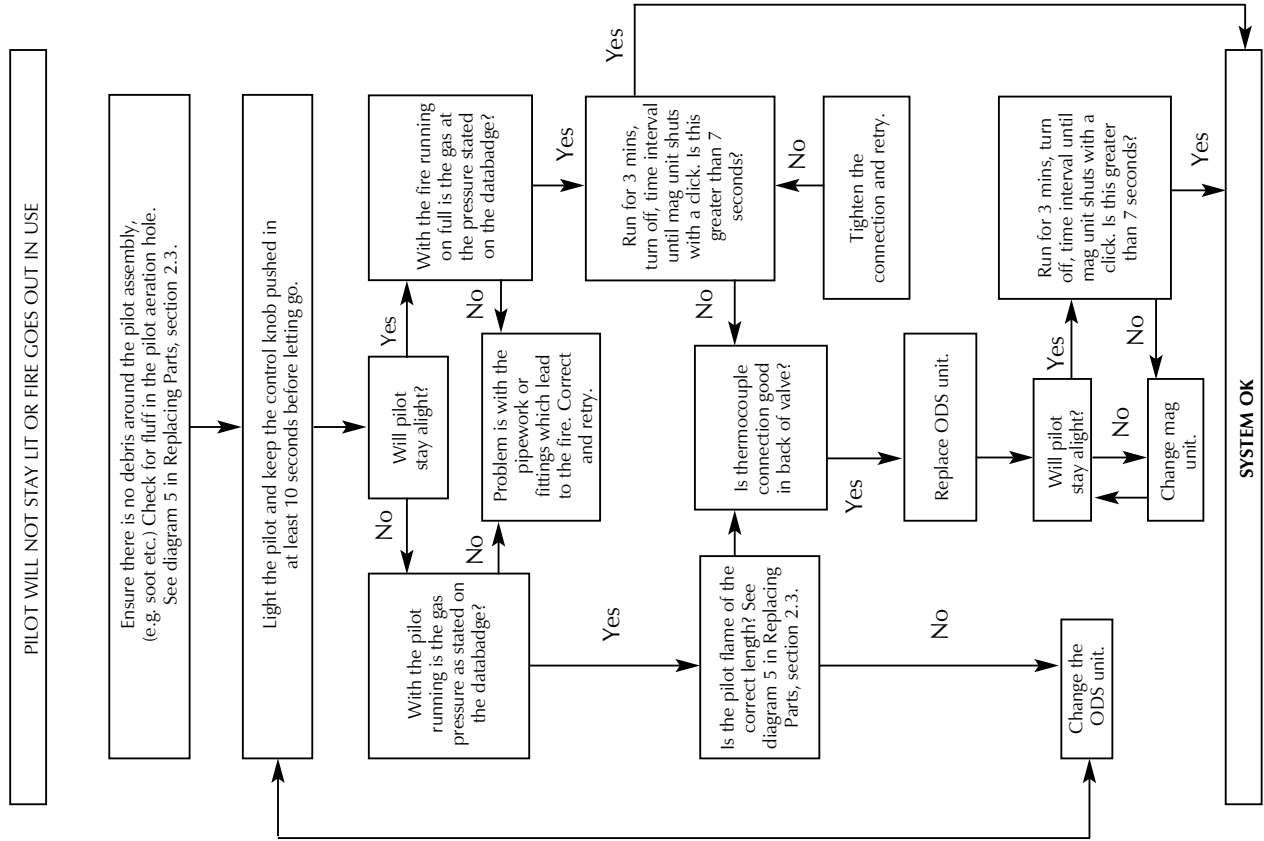 PILOT WILL NOT STAY LIT OR FIRE GOES OUT IN USE
Ensure there is no debris around the pilot assembly,
(e.g. soot etc.) Check for fluff in the pilot aeration hole.
See diagram 5 in Replacing Parts, section 2.3.
Light the pilot and keep the control knob pushed in
at least 10 seconds before letting go.
Will pilot
stay alight?
No
Yes
With the pilot
running is the gas
pressure as stated on
the databadge?
With the fire running
on full is the gas at
the pressure stated
on the databadge?
No
No
Problem is with the
pipework or
fittings which lead
to the fire. Correct
and retry.
Yes
Yes
Yes
Run for 3 mins,
turn off, time interval
until mag unit shuts
with a click. Is this
greater than 7
seconds?
Is the pilot flame of the
correct length? See
diagram 5 in Replacing
Parts, section 2.3.
No
Is thermocouple
connection good
in back of valve?
No
Tighten the
connection and retry.
Yes
Replace ODS unit.
No
Will pilot
stay alight?
Yes
Run for 3 mins, turn
off, time interval until
mag unit shuts with a
click. Is this greater
than 7 seconds?
Change the
ODS unit.
No
No
Change mag
unit.
Yes
SYSTEM OK